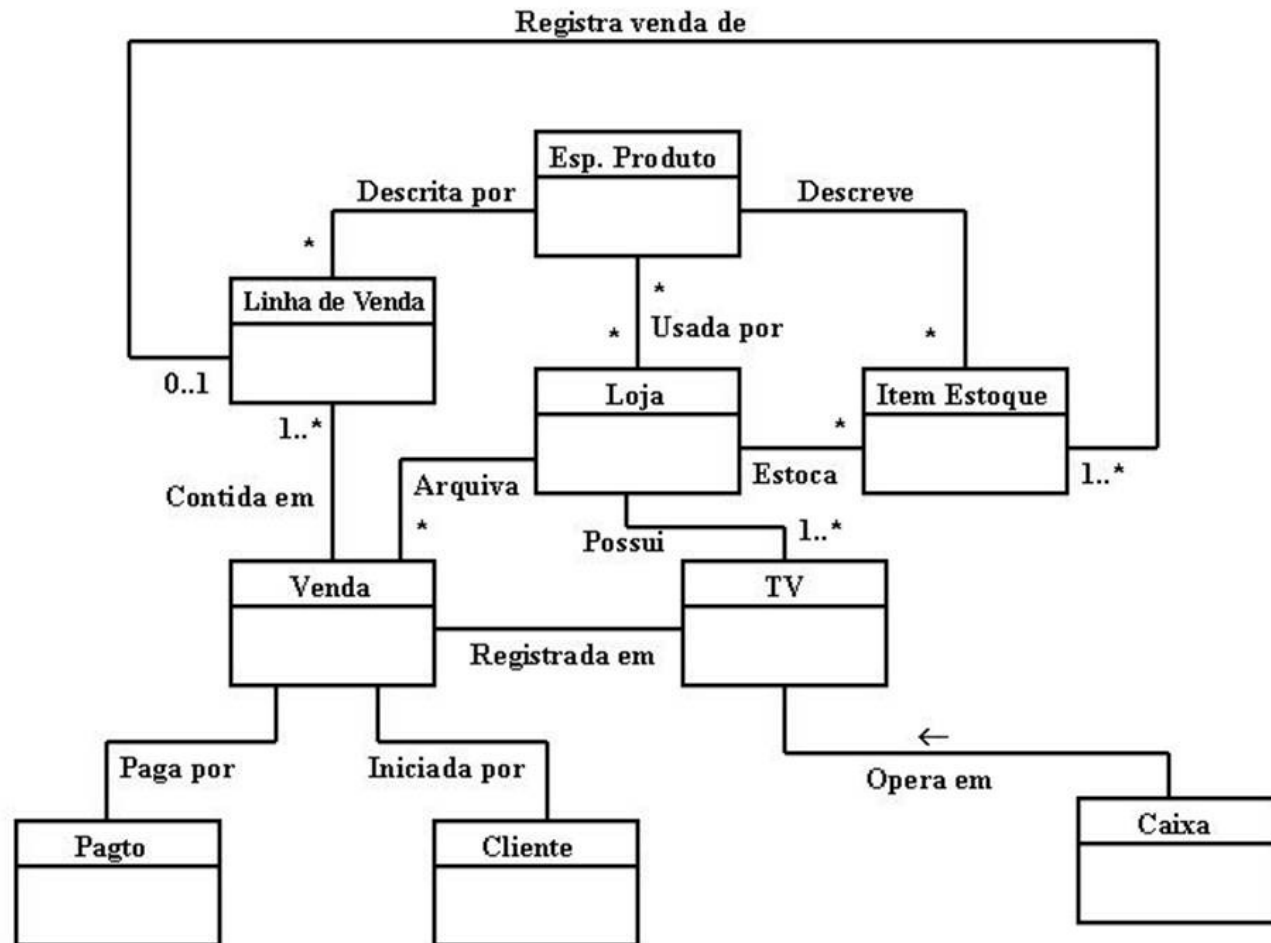 Registra venda de
Esp. Produto
Descrita por
Descreve
*
*
Linha de Venda
*
Usada por
*
0..1
Loja
Item Estoque
1..*
*
Arquiva
Estoca
1..*
Contida em
*
Possui
1..*
Venda
TV
Registrada em
←
Paga por
Iniciada por
Opera em
Pagto
Cliente
Caixa